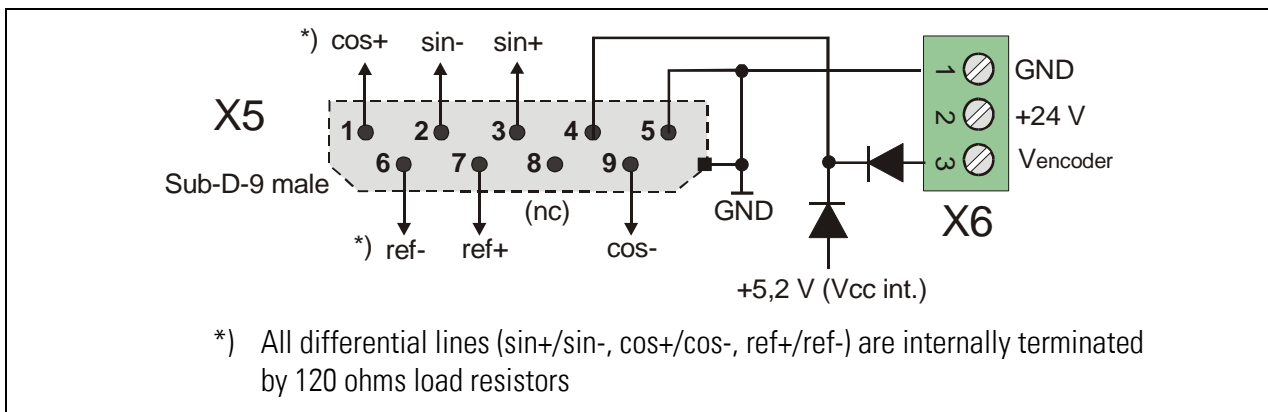 *) cos+ sin- sin+
X5
1 2 3 4 5
6 7 8 9
Sub-D-9 male
(nc)
*) ref- ref+ cos-
GND
+5,2 V (Vcc int.)
1 GND
2 +24 V
3 Vencoder
X6
*) All differential lines (sin+/sin-, cos+/cos-, ref+/ref-) are internally terminated
by 120 ohms load resistors